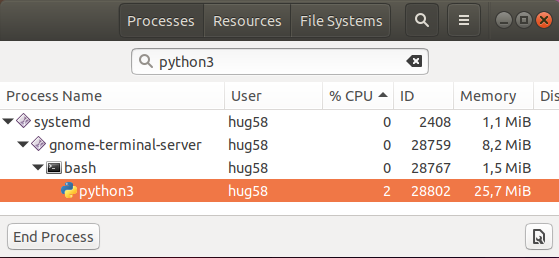 Processes Resources File Systems
python3
Process Name User % CPU ID Memory Dis
systemd hug58 0 2408 1,1 MiB
gnome-terminal-server hug58 0 28759 8,2 MiB
bash hug58 0 28767 1,5 MiB
python3 hug58 2 28802 25,7 MiB
End Process